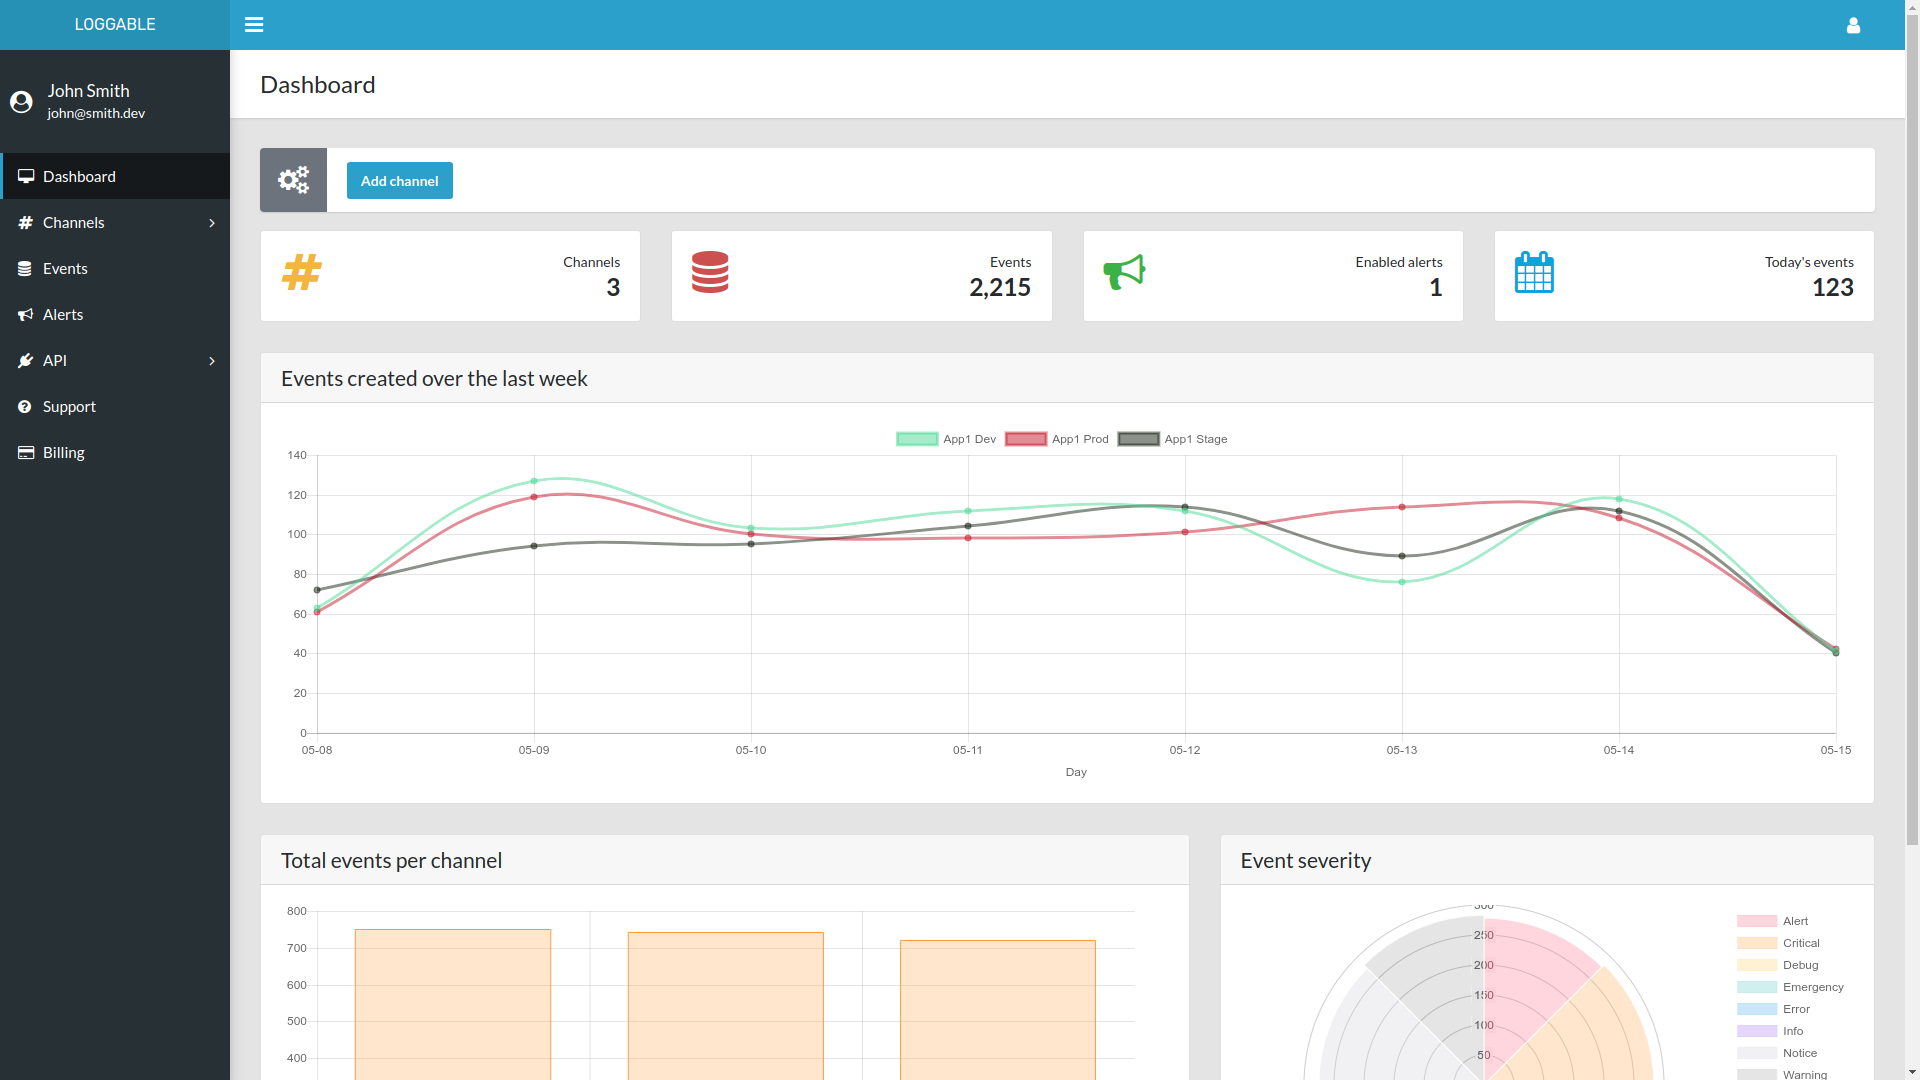 LOGGABLE
Dashboard
John Smith
john@smith.dev
Dashboard
Channels
Events
Alerts
API
Support
Billing
Add channel
Channels
3
Events
2,215
Enabled alerts
1
Today's events
123
Events created over the last week
App1 Dev App1 Prod App1 Stage
140
120
100
80
60
40
20
0
05-08 05-09 05-10 05-11 05-12 05-13 05-14 05-15
Day
Total events per channel
800
700
600
500
400
Event severity
300
250
200
150
100
50
Alert
Critical
Debug
Emergency
Error
Info
Notice
Warning